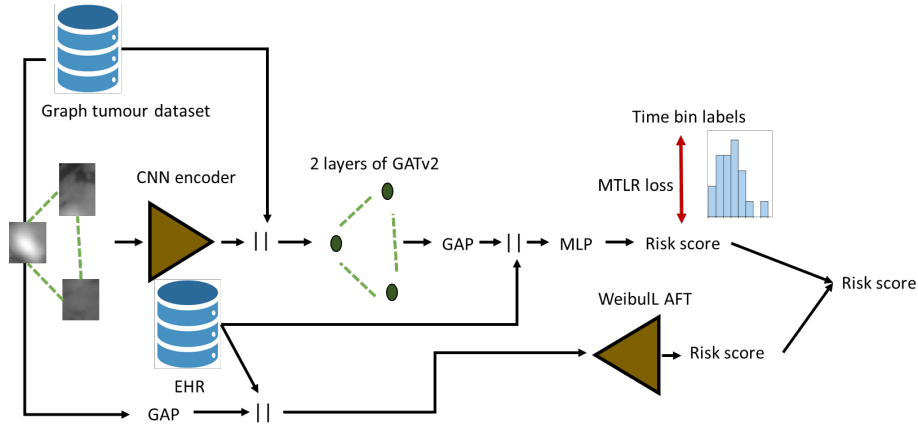 Graph tumour dataset
CNN encoder
2 layers of GATv2
Time bin labels
MTLR loss
||
GAP
||
MLP
Risk score
Risk score
WeibulL AFT
Risk score
EHR
GAP
||